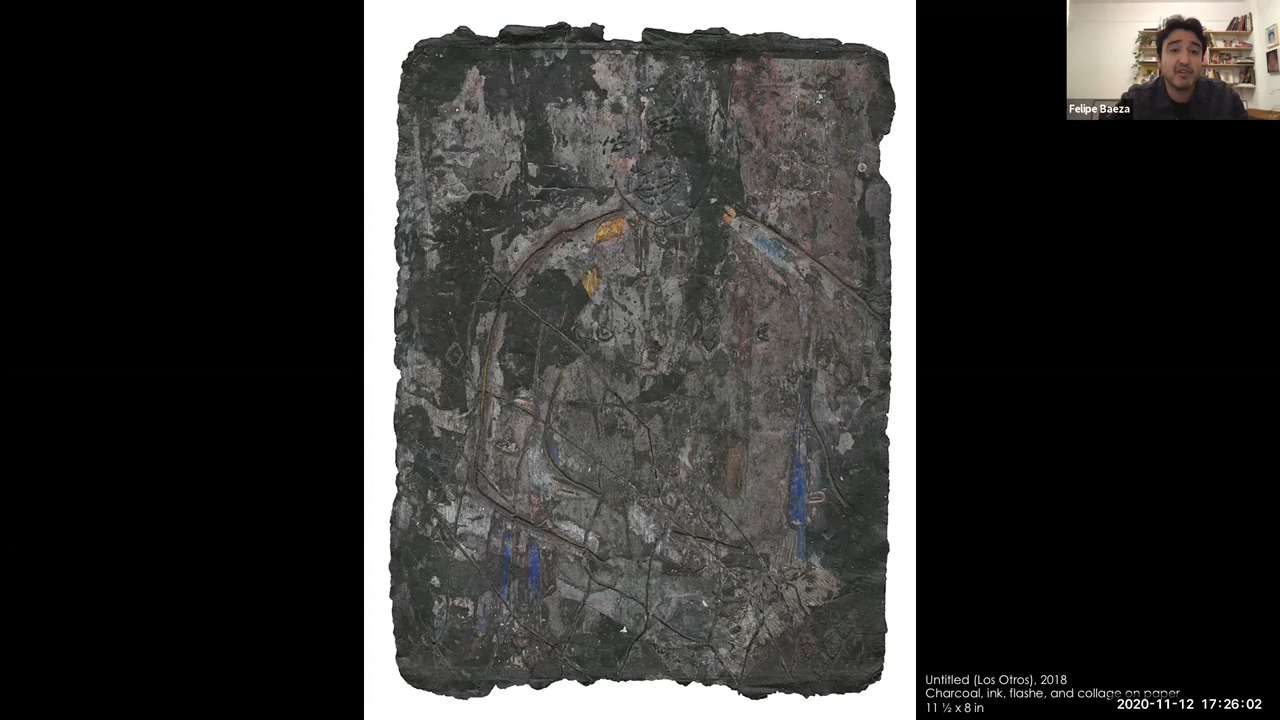 Felipe Baeza
Untitled (Los Otros), 2018
Charcoal, ink, flashe, and collage on paper
11 ½ x 8 in
2020-11-12 17:26:02